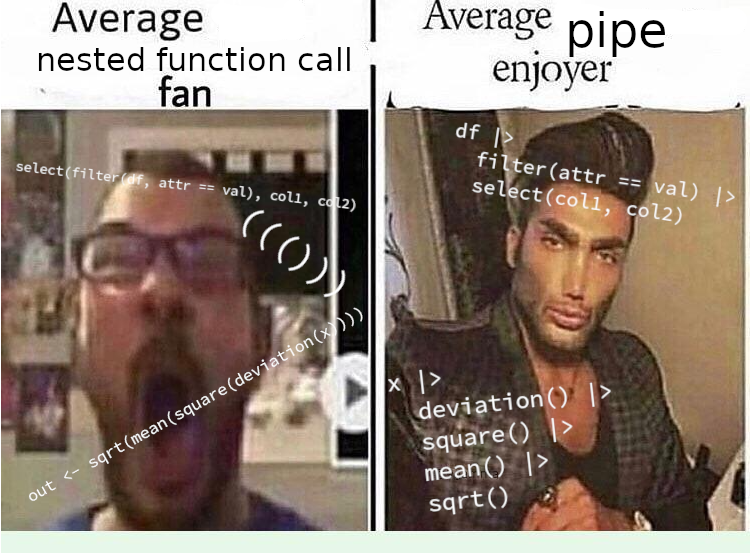 Average
nested function call
fan
select(filter(df, attr == val), col1, col2)
((()))
out <- sqrt(mean(square(deviation(x))))
Average pipe
enjoyer
df |>
filter(attr == val) |>
select(col1, col2)
x |>
deviation() |>
square() |>
mean() |>
sqrt()